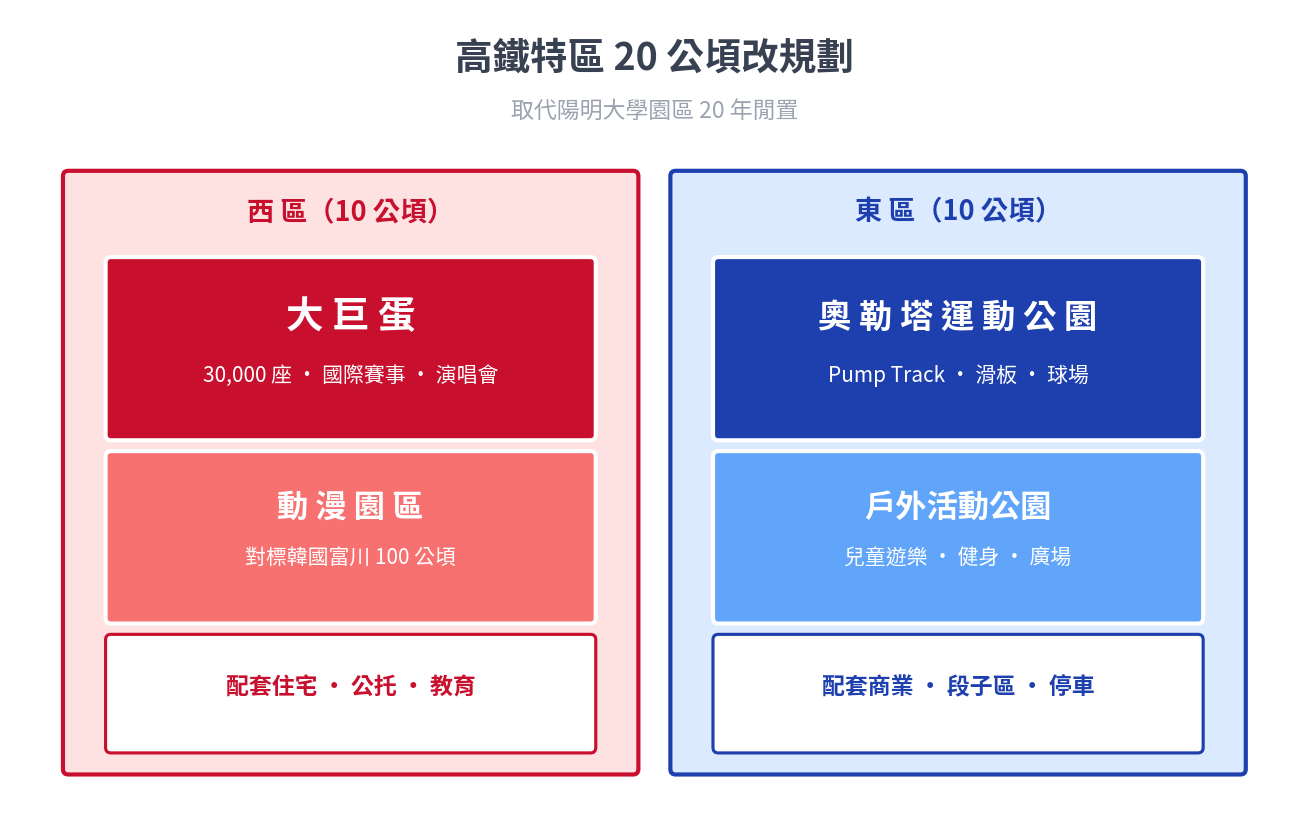 高鐵特區 20 公頃改規劃
取代陽明大學園區 20 年閒置
西 區（10 公頃）
大 巨 蛋
30,000 座 • 國際賽事 • 演唱會
動 漫 園 區
對標韓國富川 100 公頃
配套住宅 • 公托 • 教育
東 區（10 公頃）
奧 勒 塔 運 動 公 園
Pump Track • 滑板 • 球場
戶外活動公園
兒童遊樂 • 健身 • 廣場
配套商業 • 段子區 • 停車